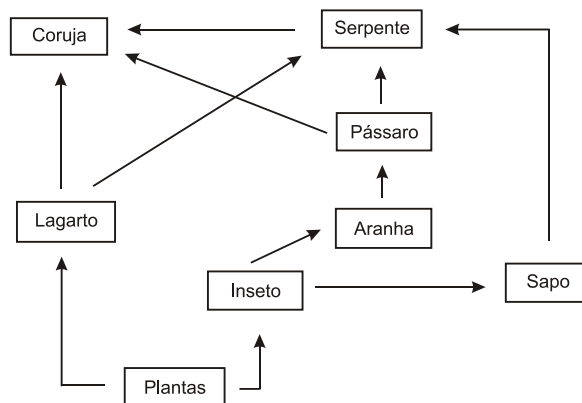 Coruja
Serpente
Pássaro
Lagarto
Aranha
Inseto
Sapo
Plantas